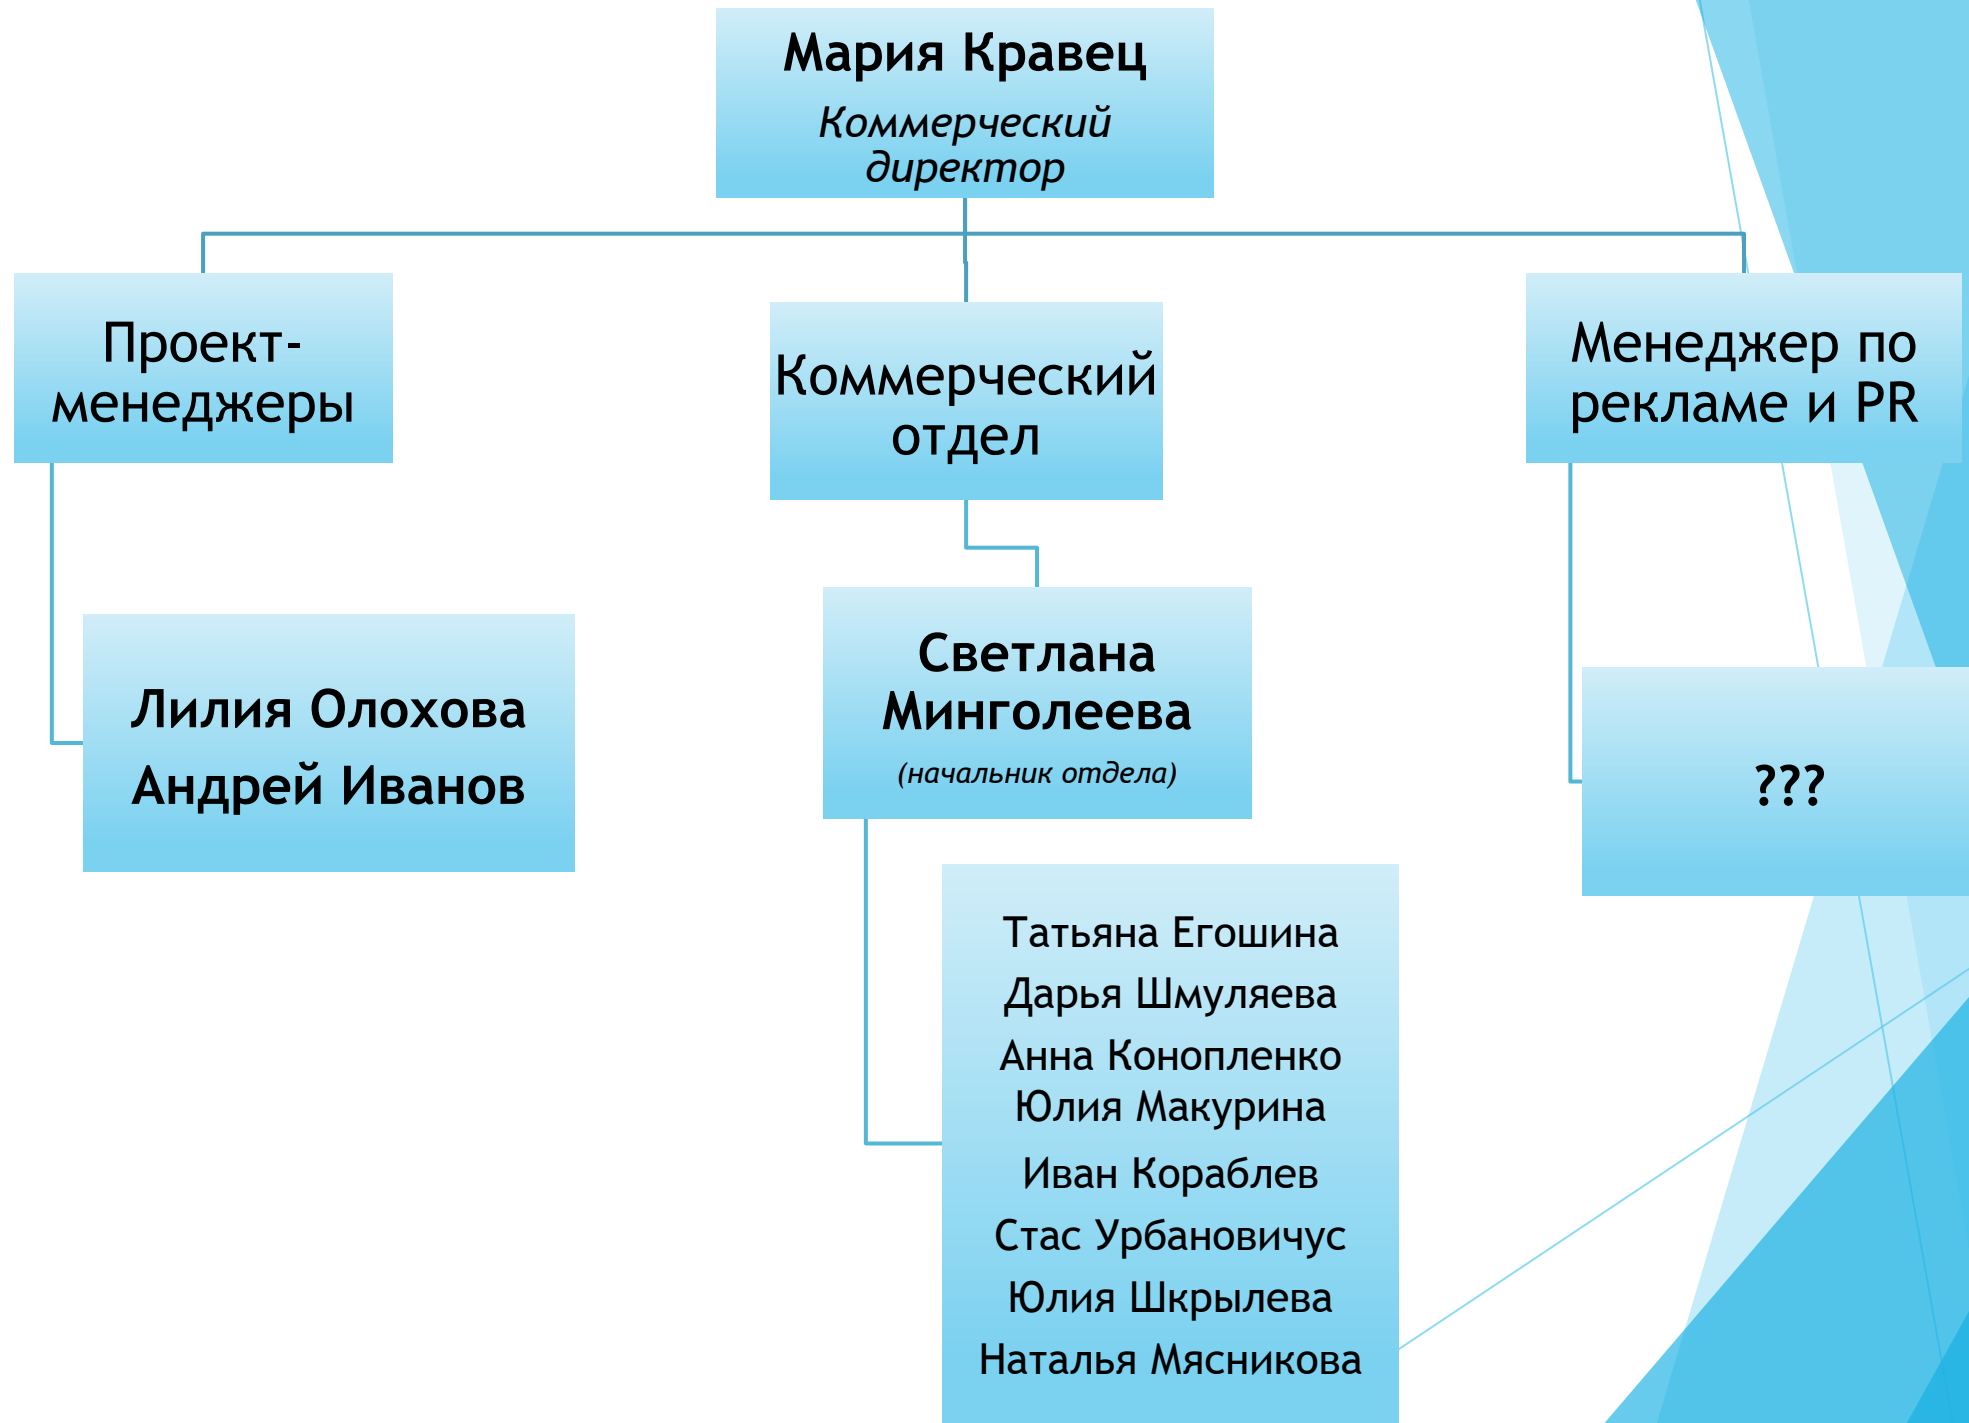 Мария Кравец
Коммерческий
директор
Проект-
менеджеры
Коммерческий
отдел
Менеджер по
рекламе и PR
Лилия Олохова
Андрей Иванов
Светлана
Минголеева
(начальник отдела)
???
Татьяна Егошина
Дарья Шмуляева
Анна Конопленко
Юлия Макурина
Иван Кораблев
Стас Урбановичус
Юлия Шкрылева
Наталья Мясникова